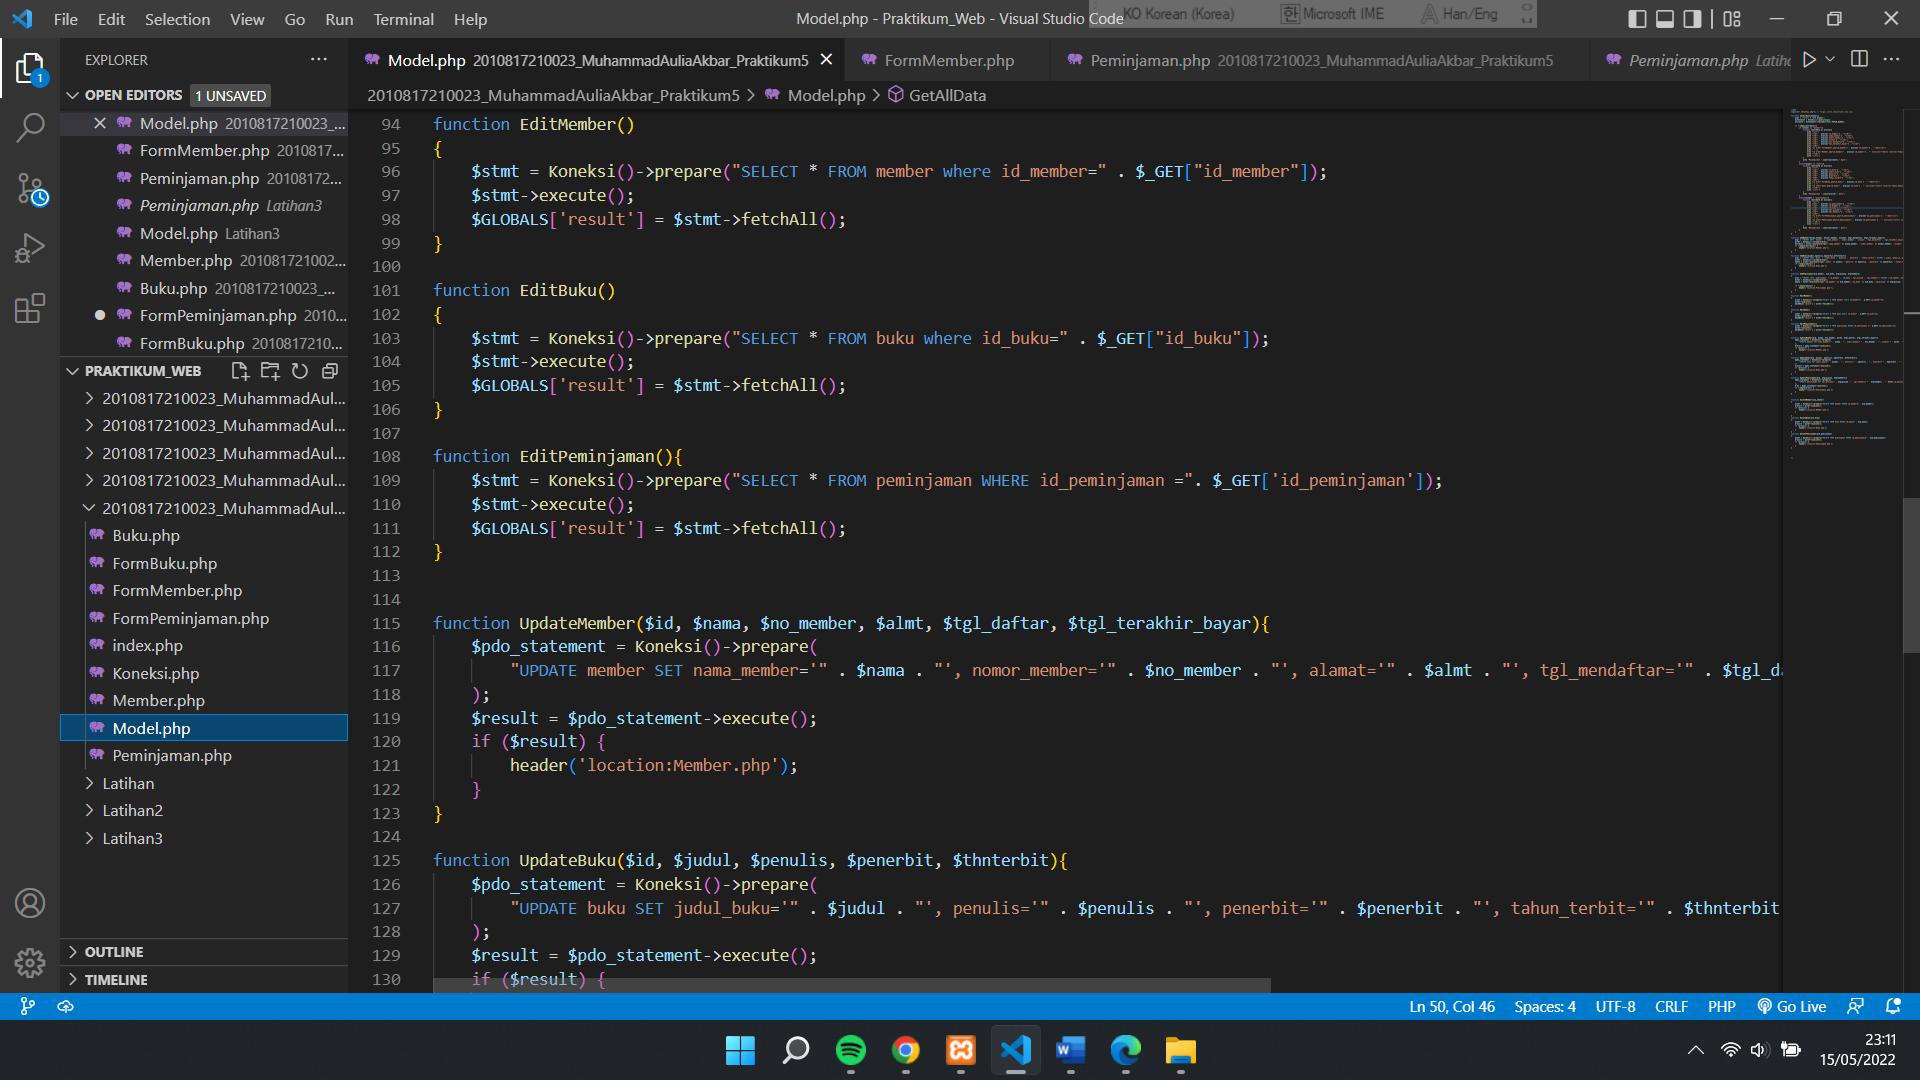 File Edit Selection View Go Run Terminal Help
Model.php - Praktikum_Web - Visual Studio Code
KO Korean (Korea) 한 Microsoft IME A Han/Eng
EXPLORER
OPEN EDITORS 1 UNSAVED
Model.php 2010817210023_...
FormMember.php 2010817...
Peminjaman.php 20108172...
Peminjaman.php Latihan3
Model.php Latihan3
Member.php 201081721002...
Buku.php 2010817210023_...
FormPeminjaman.php 2010...
FormBuku.php 201081721 0...
PRAKTIKUM_WEB
2010817210023_MuhammadAul...
2010817210023_MuhammadAul...
2010817210023_MuhammadAul...
2010817210023_MuhammadAul...
2010817210023_MuhammadAul...
Buku.php
FormBuku.php
FormMember.php
FormPeminjaman.php
index.php
Koneksi.php
Member.php
Model.php
Peminjaman.php
Latihan
Latihan2
Latihan3
OUTLINE
TIMELINE
Model.php 2010817210023_MuhammadAuliaAkbar_Praktikum5
FormMember.php
Peminjaman.php 2010817210023_MuhammadAuliaAkbar_Praktikum5
Peminjaman.php Latiha
2010817210023_MuhammadAuliaAkbar_Praktikum5 > Model.php > GetAllData
94 function EditMember()
95 {
96 $stmt = Koneksi()->prepare("SELECT * FROM member where id_member=" . $_GET["id_member"]);
97 $stmt->execute();
98 $GLOBALS['result'] = $stmt->fetchAll();
99 }
100
101 function EditBuku()
102 {
103 $stmt = Koneksi()->prepare("SELECT * FROM buku where id_buku=" . $_GET["id_buku"]);
104 $stmt->execute();
105 $GLOBALS['result'] = $stmt->fetchAll();
106 }
107
108 function EditPeminjaman(){
109 $stmt = Koneksi()->prepare("SELECT * FROM peminjaman WHERE id_peminjaman =". $_GET['id_peminjaman']);
110 $stmt->execute();
111 $GLOBALS['result'] = $stmt->fetchAll();
112 }
113
114
115 function UpdateMember($id, $nama, $no_member, $almt, $tgl_daftar, $tgl_terakhir_bayar){
116 $pdo_statement = Koneksi()->prepare(
117 "UPDATE member SET nama_member='" . $nama . "', nomor_member='" . $no_member . "', alamat='" . $almt . "', tgl_mendaftar='" . $tgl_da
118 );
119 $result = $pdo_statement->execute();
120 if ($result) {
121 header('location:Member.php');
122 }
123 }
124
125 function UpdateBuku($id, $judul, $penulis, $penerbit, $thnterbit){
126 $pdo_statement = Koneksi()->prepare(
127 "UPDATE buku SET judul_buku='" . $judul . "', penulis='" . $penulis . "', penerbit='" . $penerbit . "', tahun_terbit='" . $thnterbit
128 );
129 $result = $pdo_statement->execute();
130 if ($result) {
Ln 50, Col 46 Spaces: 4 UTF-8 CRLF PHP Go Live
23:11
15/05/2022